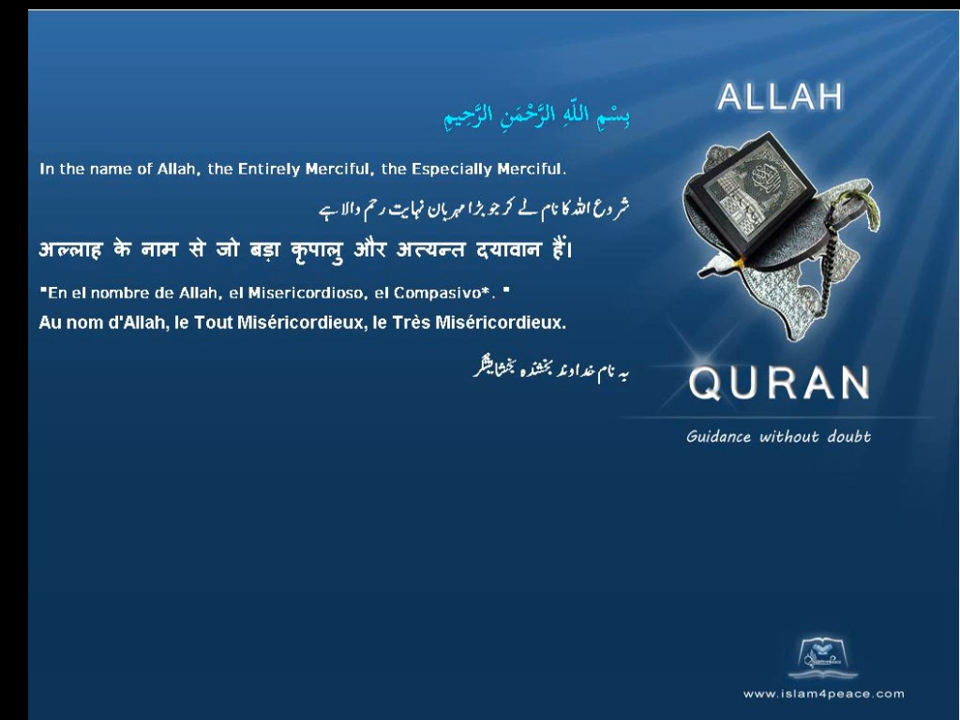 بِسْمِ اللَّهِ الرَّحْمَنِ الرَّحِيمِ
In the name of Allah, the Entirely Merciful, the Especially Merciful.
شروع الله کا نام لے کر جو بڑا مہربان نہایت رحم والا ہے
अल्लाह के नाम से जो बड़ा कृपालु और अत्यन्त दयावान हैं।
"En el nombre de Allah, el Misericordioso, el Compasivo*. "
Au nom d'Allah, le Tout Miséricordieux, le Très Miséricordieux.
به نام خداوند بخشنده بخشایشگر
ALLAH
QURAN
Guidance without doubt
www.islam4peace.com